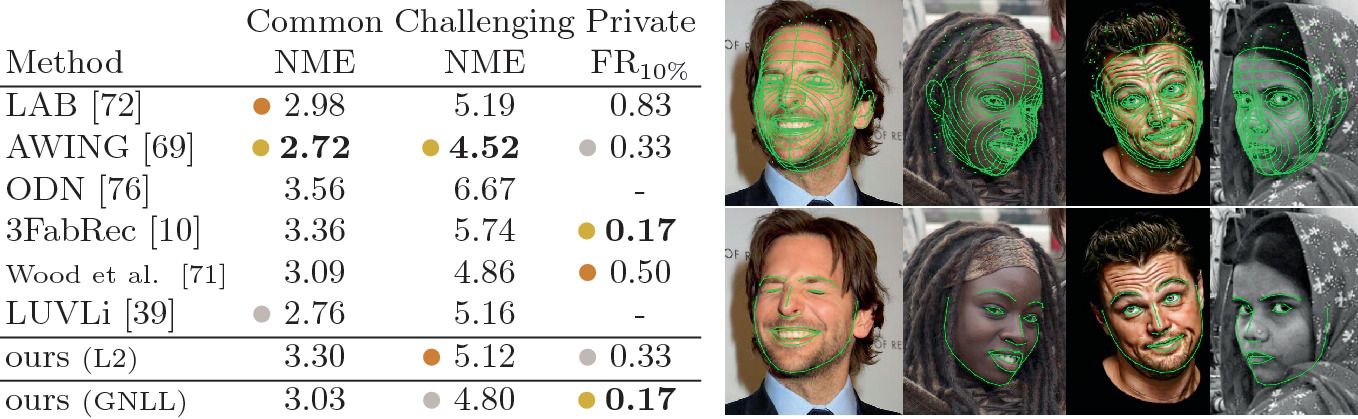 Common Challenging Private
Method NME NME FR10%
LAB [72] 2.98 5.19 0.83
AWING [69] 2.72 4.52 0.33
ODN [76] 3.56 6.67 -
3FabRec [10] 3.36 5.74 0.17
Wood et al. [71] 3.09 4.86 0.50
LUVLi [39] 2.76 5.16 -
ours (L2) 3.30 5.12 0.33
ours (GNLL) 3.03 4.80 0.17